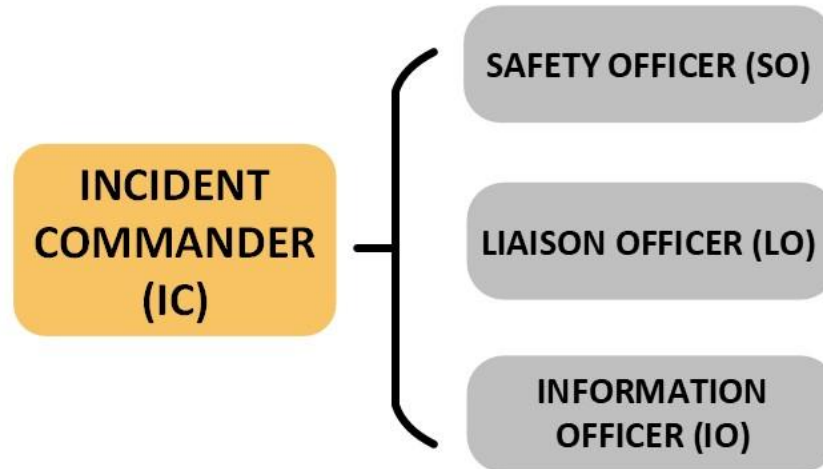 INCIDENT
COMMANDER
(IC)
SAFETY OFFICER (SO)
LIAISON OFFICER (LO)
INFORMATION
OFFICER (IO)